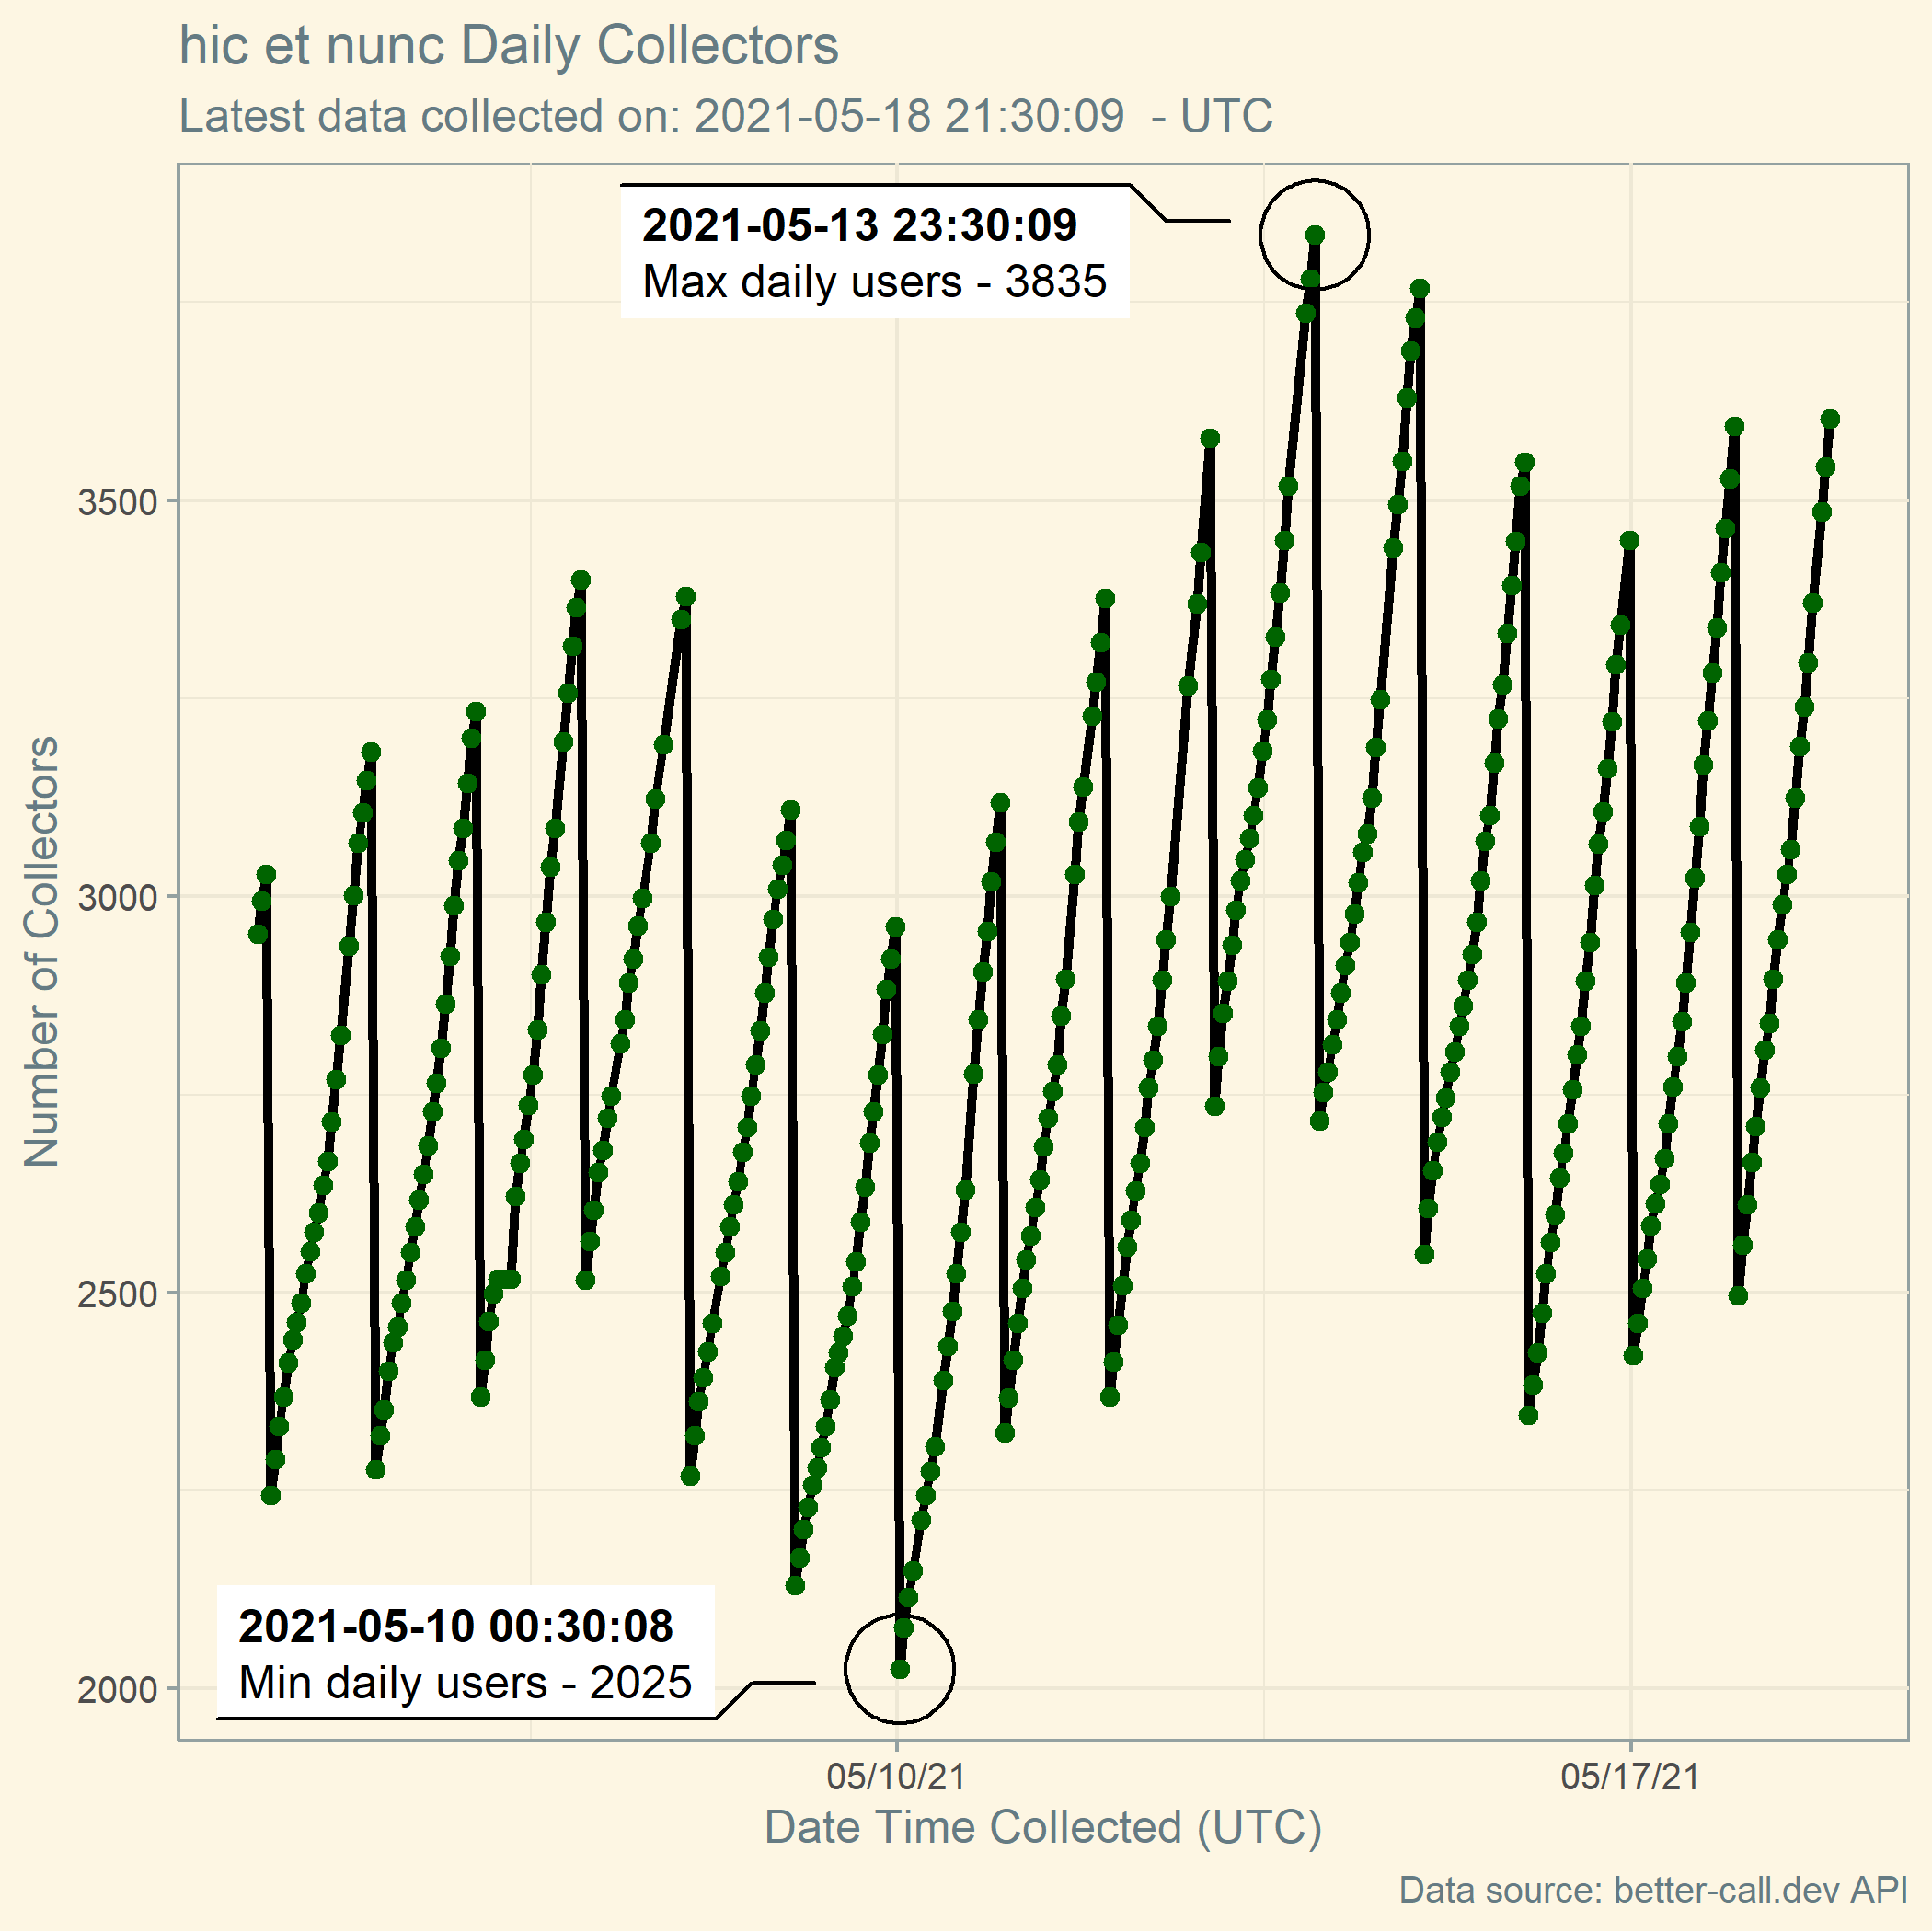 hic et nunc Daily Collectors
Latest data collected on: 2021-05-18 21:30:09  - UTC
2021-05-13 23:30:09
Max daily users - 3835
3500
3000
2500
2000
Number of Collectors
2021-05-10 00:30:08
Min daily users - 2025
05/10/21
05/17/21
Date Time Collected (UTC)
Data source: better-call.dev API